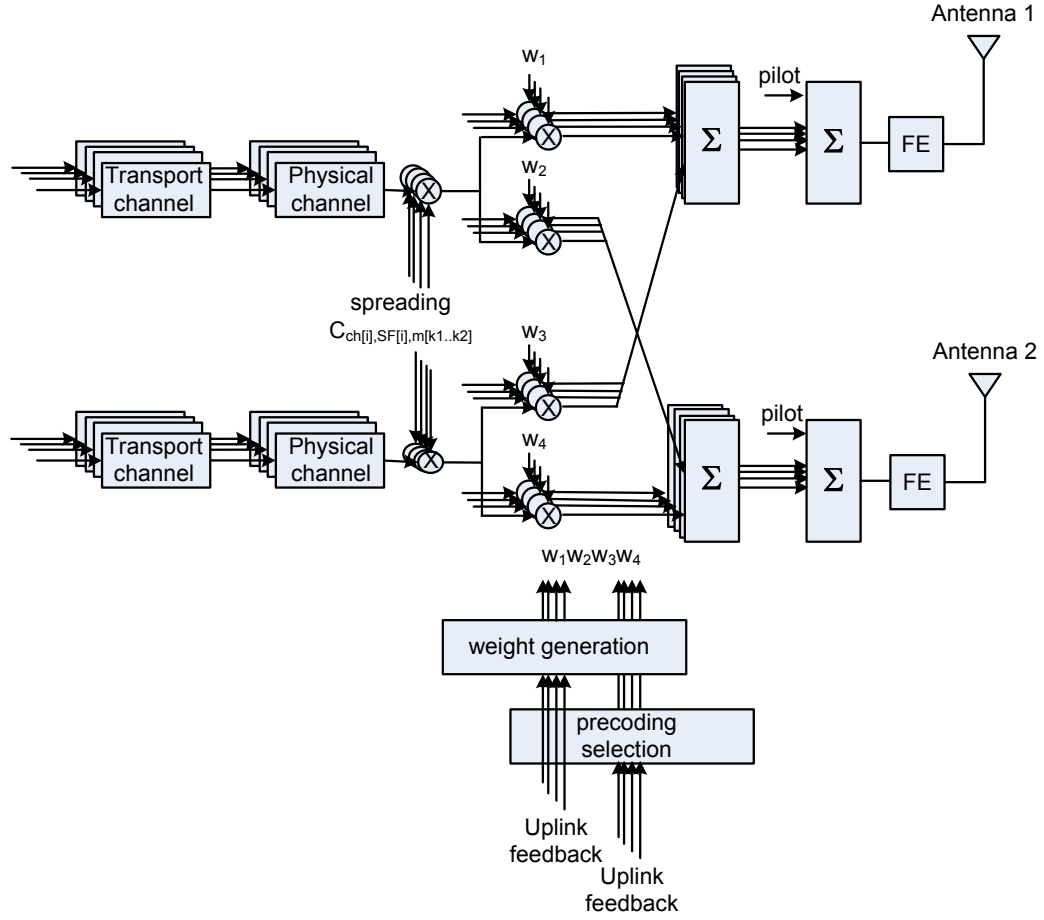 Antenna 1
w1
pilot
Σ
Σ
FE
Transport
channel
Physical
channel
X
X
w2
X
spreading
Cch[i],SF[i],m[k1..k2]
w3
X
Antenna 2
w4
pilot
Transport
channel
Physical
channel
X
X
Σ
Σ
FE
w1w2w3w4
weight generation
precoding
selection
Uplink
feedback
Uplink
feedback